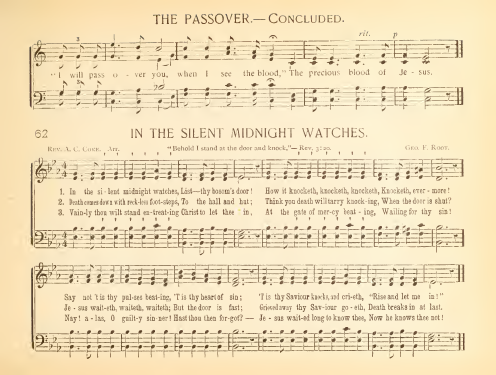 THE PASSOVER.—CONCLUDED.
rit. p
"I will pass o - ver you, when I see the blood," The precious blood of Je - sus.
62
IN THE SILENT MIDNIGHT WATCHES.
REV. A. C. COXE. Arr. "Behold I stand at the door and knock,"—REV. 3:20. GEO. F. ROOT.
1. In the si - lent midnight watches, List—thy bosom's door! How it knocketh, knocketh, knocketh, Knocketh, ever - more!
2. Death comes down with reck-less foot-steps, To the hall and hut; Think you death will tarry knock-ing, When the door is shut?
3. Vain-ly thou wilt stand en-treat-ing Christ to let thee in, At the gate of mer-cy beat - ing, Wailing for thy sin!
Say not 't is thy pul-ses beat-ing, 'T is thy heart of sin; 'T is thy Saviour knocks, and cri-eth, "Rise and let me in!"
Je - sus wait-eth, waiteth, waiteth; But the door is fast; Grieved away thy Sav-iour go - eth, Death breaks in at last.
Nay! a - las, O guilt-y sin-ner! Hast thou then for-got? — Je - sus wait-ed long to know thee, Now he knows thee not!